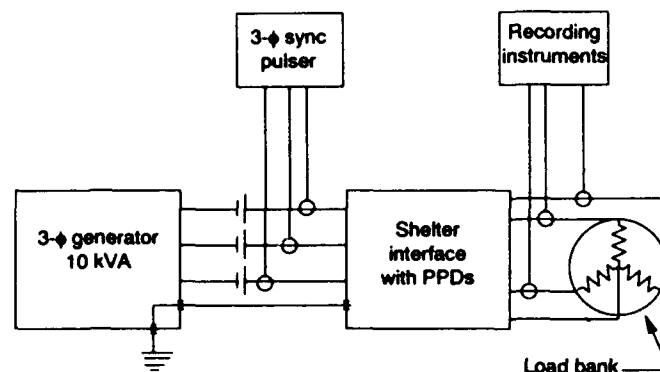 3-ϕ sync
pulser
Recording
instruments
3-ϕ generator
10 kVA
Shelter
interface
with PPDs
Load bank